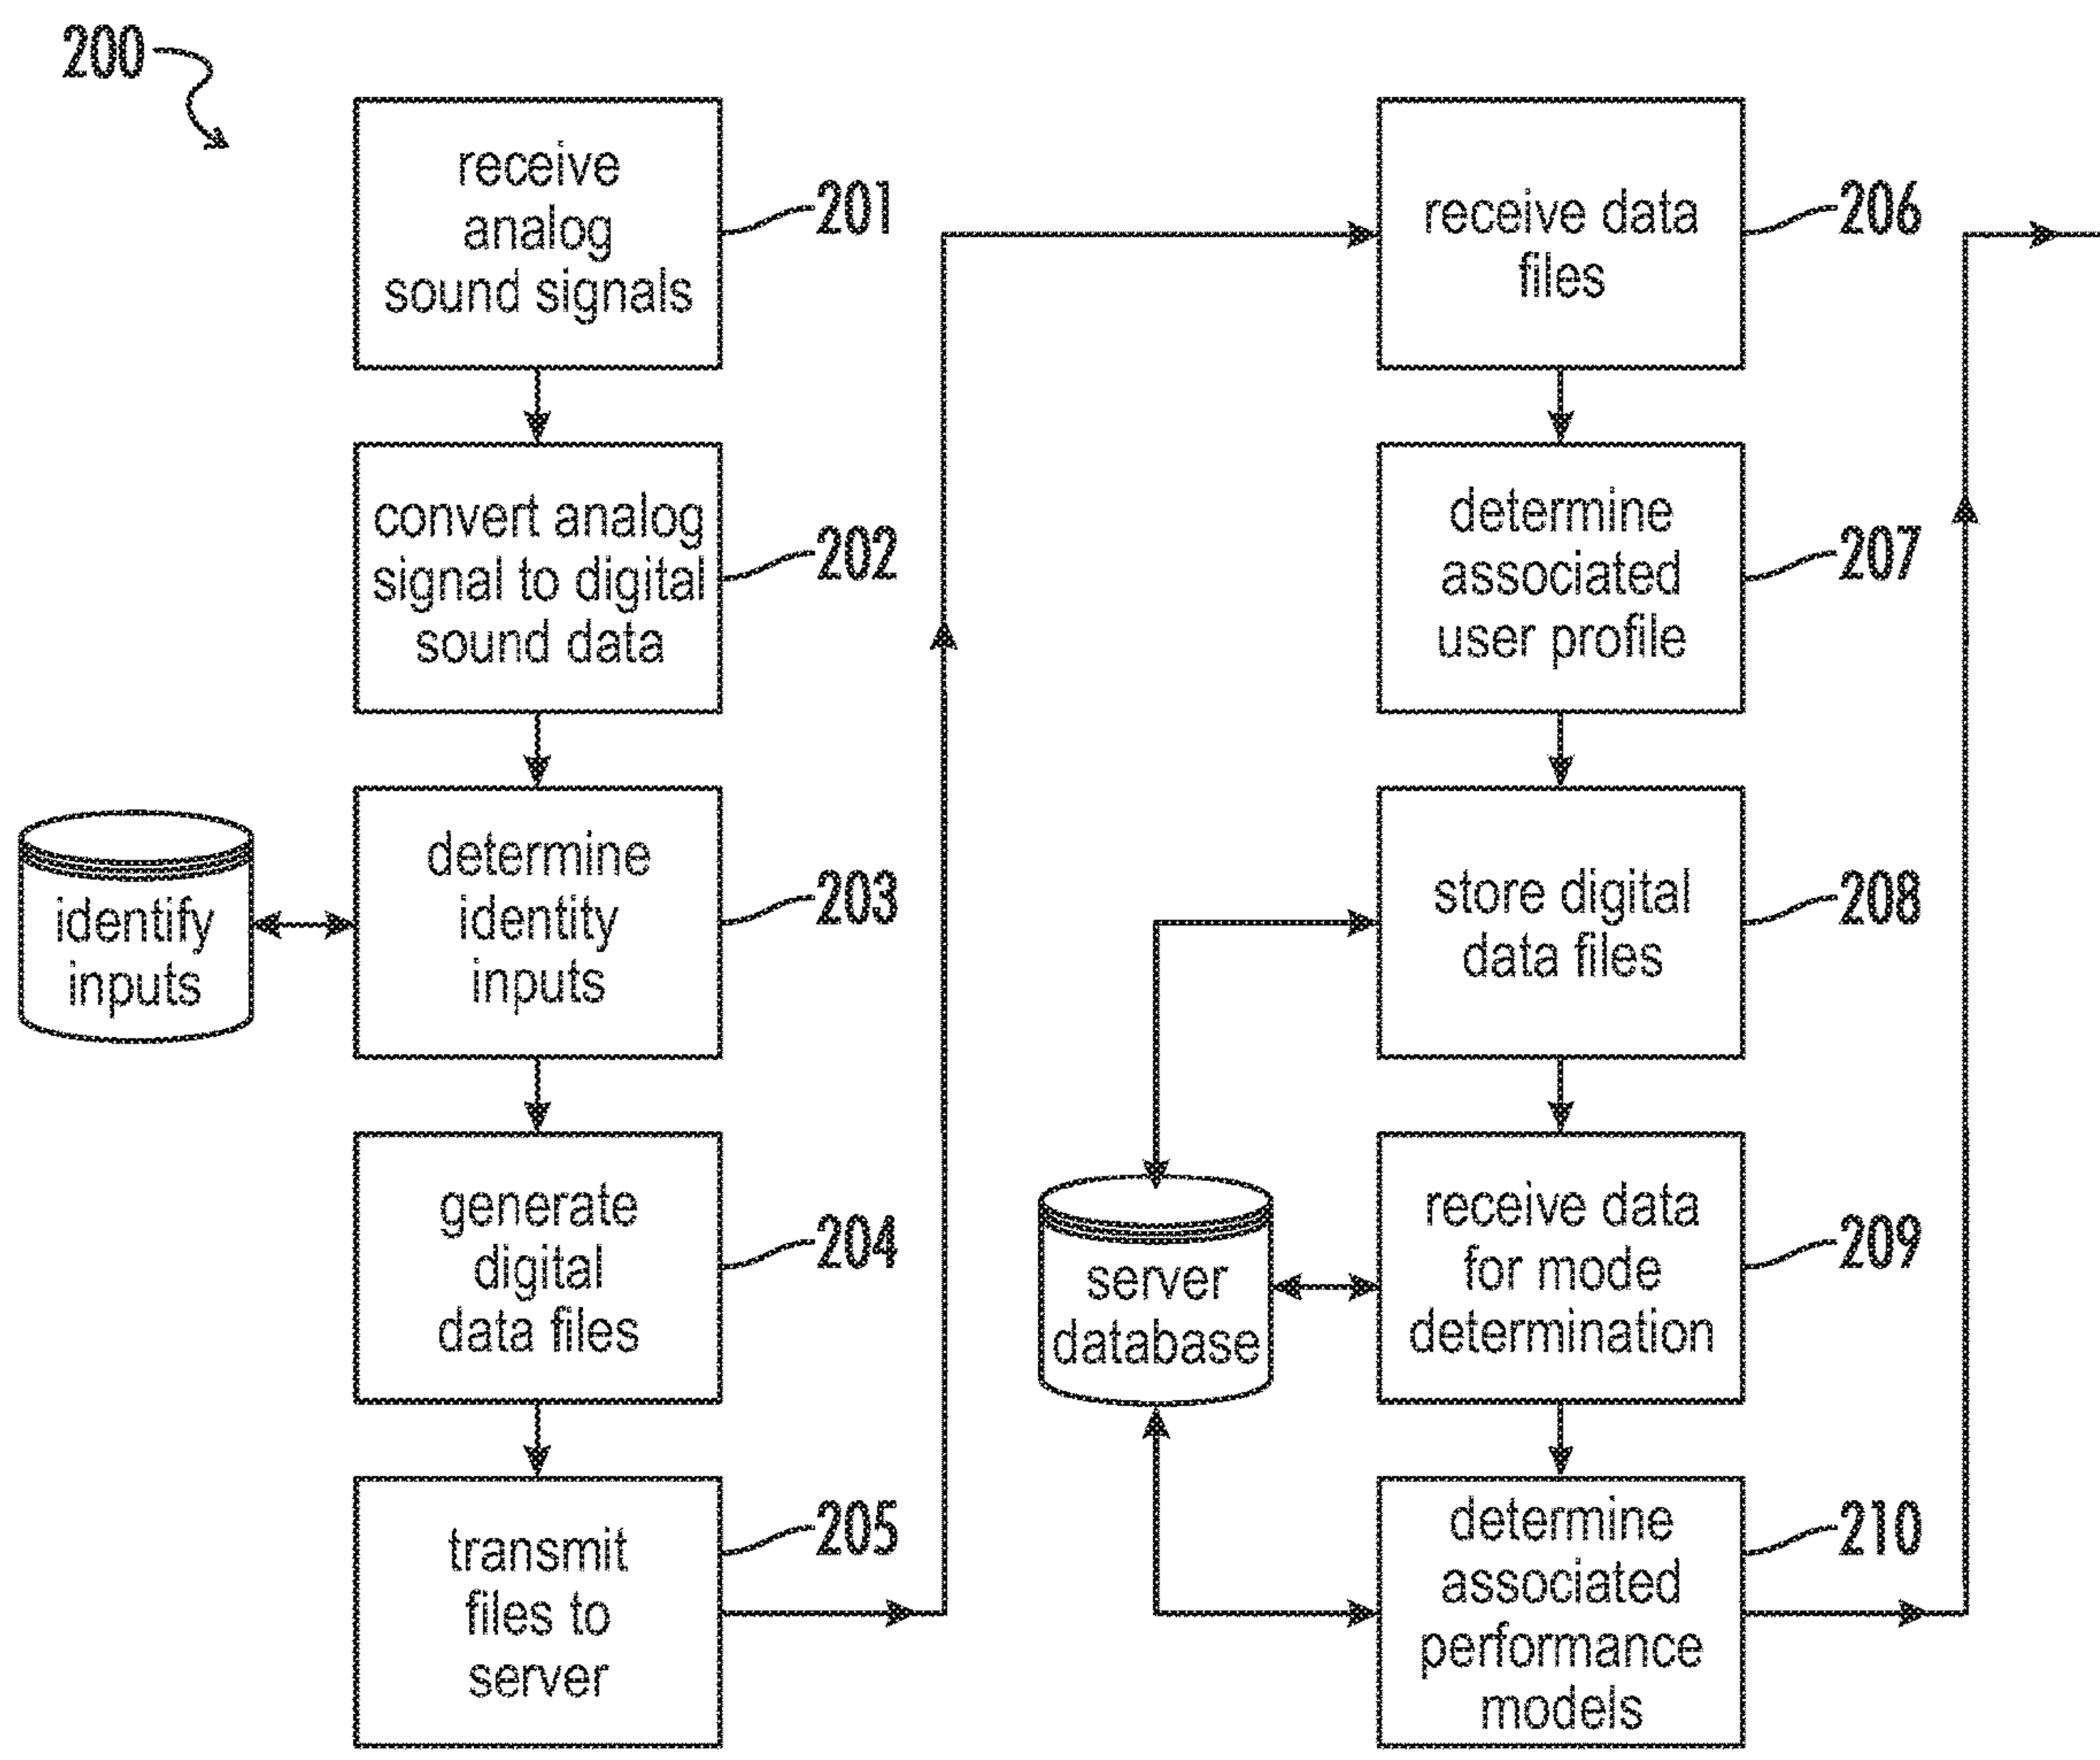 200
receive
analog
sound signals
201
convert analog
signal to digital
sound data
202
identify
inputs
determine
identity
inputs
203
generate
digital
data files
204
transmit
files to
server
205
receive data
files
206
determine
associated
user profile
207
store digital
data files
208
server
database
receive data
for mode
determination
209
determine
associated
performance
models
210